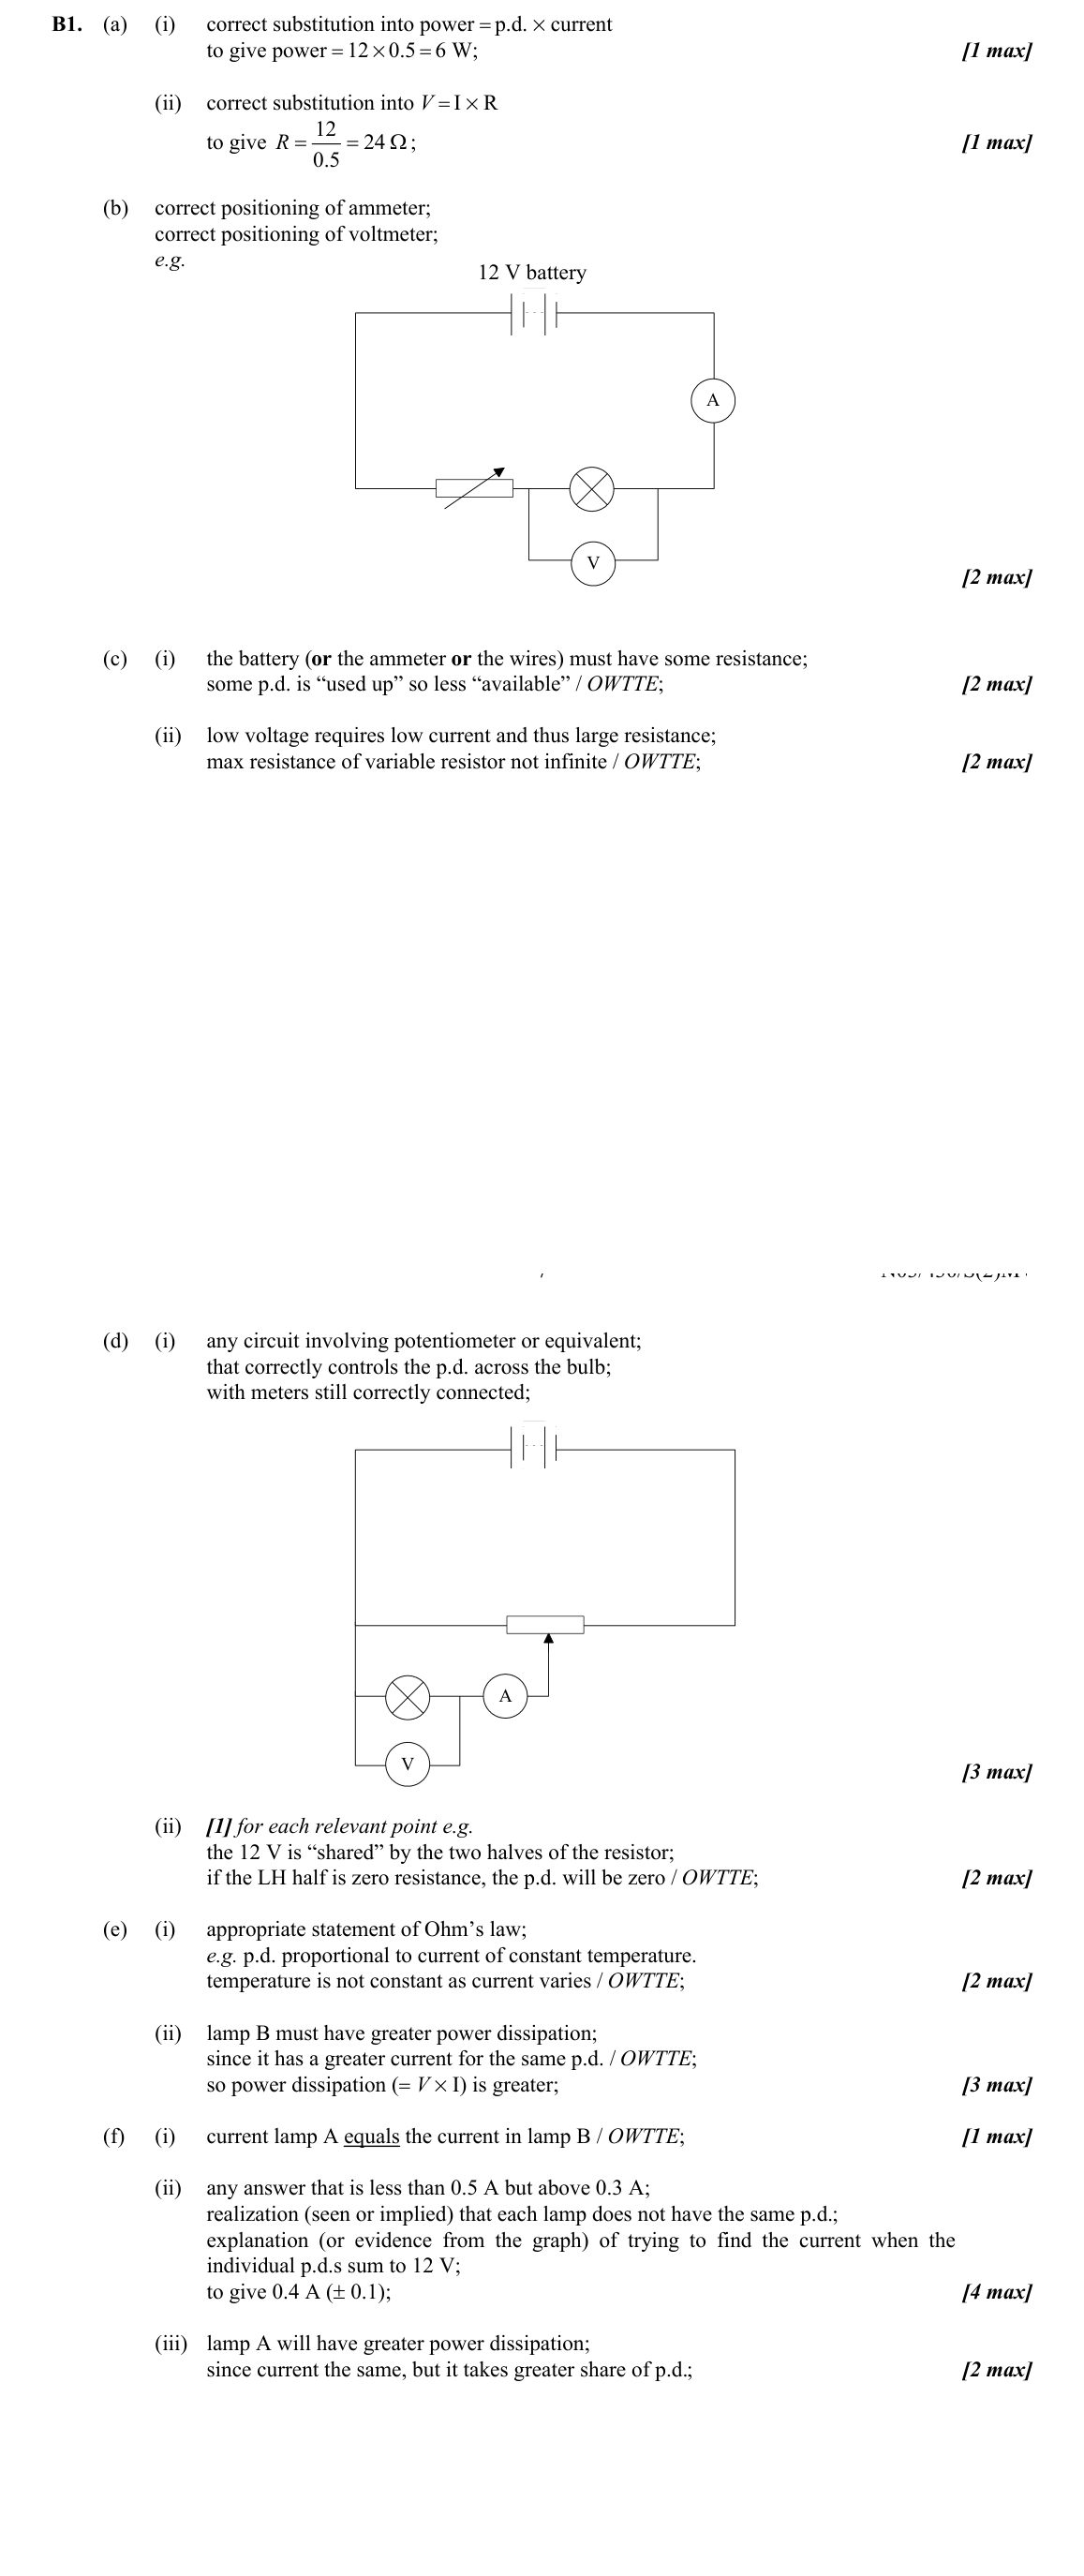 B1. (a) (i) correct substitution into power = p.d. × current
to give power = 12 × 0.5 = 6 W; [1 max]
(ii) correct substitution into V = I × R
to give R = 12/0.5 = 24 Ω; [1 max]
(b) correct positioning of ammeter;
correct positioning of voltmeter;
e.g.
12 V battery
A
V
[2 max]
(c) (i) the battery (or the ammeter or the wires) must have some resistance;
some p.d. is “used up” so less “available” / OWTTE; [2 max]
(ii) low voltage requires low current and thus large resistance;
max resistance of variable resistor not infinite / OWTTE; [2 max]
(d) (i) any circuit involving potentiometer or equivalent;
that correctly controls the p.d. across the bulb;
with meters still correctly connected;
A
V
[3 max]
(ii) [1] for each relevant point e.g.
the 12 V is “shared” by the two halves of the resistor;
if the LH half is zero resistance, the p.d. will be zero / OWTTE; [2 max]
(e) (i) appropriate statement of Ohm’s law;
e.g. p.d. proportional to current of constant temperature.
temperature is not constant as current varies / OWTTE; [2 max]
(ii) lamp B must have greater power dissipation;
since it has a greater current for the same p.d. / OWTTE;
so power dissipation (= V × I) is greater; [3 max]
(f) (i) current lamp A equals the current in lamp B / OWTTE; [1 max]
(ii) any answer that is less than 0.5 A but above 0.3 A;
realization (seen or implied) that each lamp does not have the same p.d.;
explanation (or evidence from the graph) of trying to find the current when the
individual p.d.s sum to 12 V;
to give 0.4 A (± 0.1); [4 max]
(iii) lamp A will have greater power dissipation;
since current the same, but it takes greater share of p.d.; [2 max]